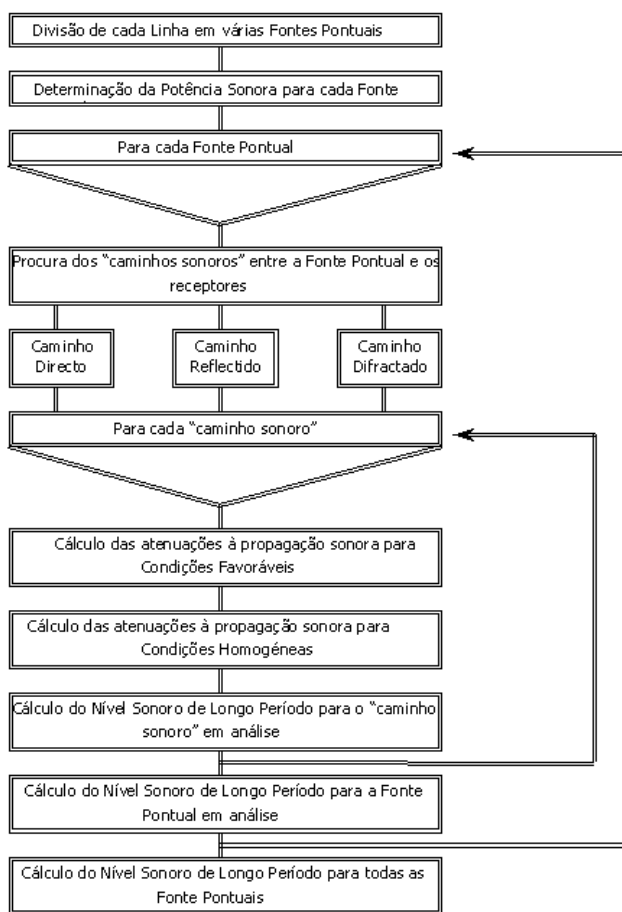 Divisão de cada Linha em várias Fontes Pontuais
Determinação da Potência Sonora para cada Fonte
Para cada Fonte Pontual
Procura dos “caminhos sonoros” entre a Fonte Pontual e os
receptores
Caminho
Directo
Caminho
Reflectido
Caminho
Difractado
Para cada “caminho sonoro”
Cálculo das atenuações à propagação sonora para
Condições Favoráveis
Cálculo das atenuações à propagação sonora para
Condições Homogéneas
Cálculo do Nível Sonoro de Longo Período para o “caminho
sonoro” em análise
Cálculo do Nível Sonoro de Longo Período para a Fonte
Pontual em análise
Cálculo do Nível Sonoro de Longo Período para todas as
Fonte Pontuais